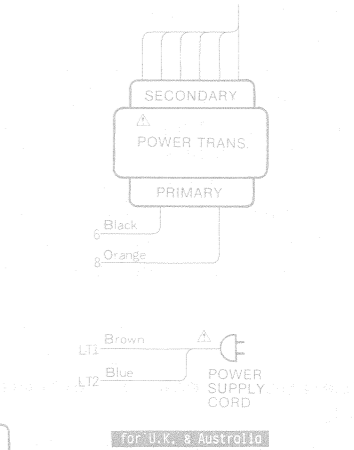 SECONDARY
POWER TRANS.
PRIMARY
6 Black
8 Orange
LT1 Brown
LT2 Blue
POWER
SUPPLY
CORD
for U.K. & Australia